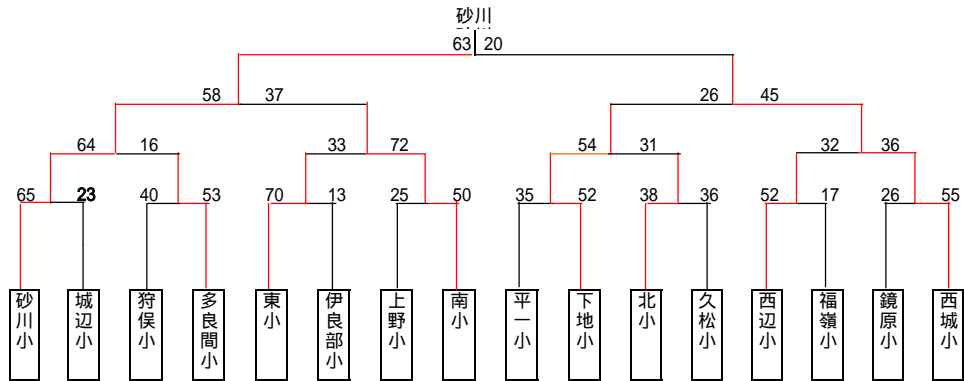 砂川
63 20
58 37 26 45
64 16 33 72 54 31 32 36
65 23 40 53 70 13 25 50 35 52 38 36 52 17 26 55
砂川小
城辺小
狩俣小
多良間小
東小
伊良部小
上野小
南小
平一小
下地小
北小
久松小
西辺小
福嶺小
鏡原小
西城小